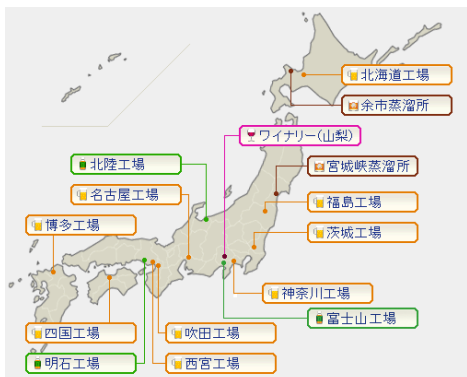 北海道工場
余市蒸溜所
ワイナリー(山梨)
北陸工場
宮城峡蒸溜所
名古屋工場
福島工場
博多工場
茨城工場
神奈川工場
富士山工場
四国工場
吹田工場
明石工場
西宮工場